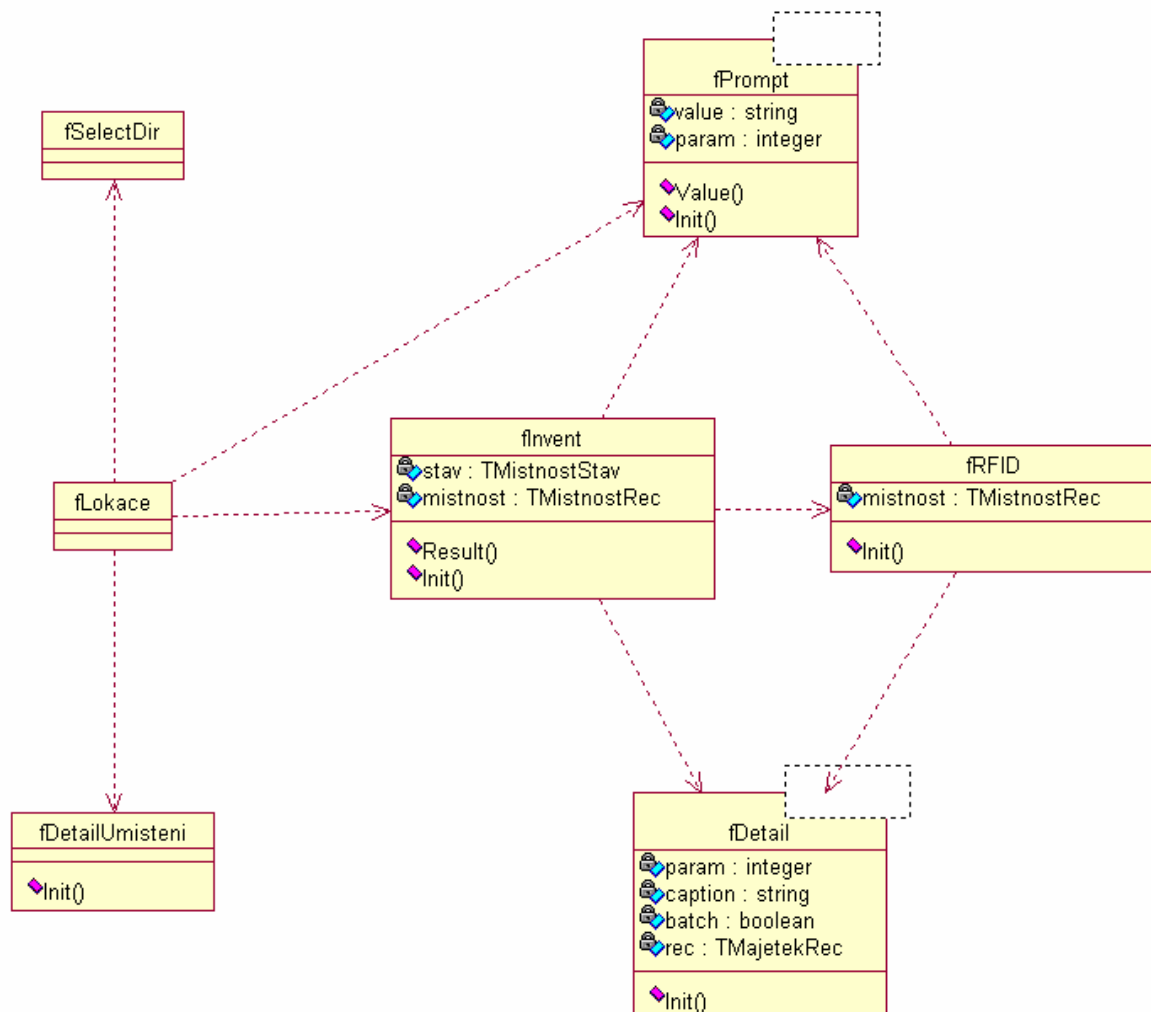 fPrompt
value : string
param : integer
Value()
Init()
fSelectDir
fLokace
fInvent
stav : TMistnostStav
mistnost : TMistnostRec
Result()
Init()
fRFID
mistnost : TMistnostRec
Init()
fDetailUmisteni
Init()
fDetail
param : integer
caption : string
batch : boolean
rec : TMajetekRec
Init()